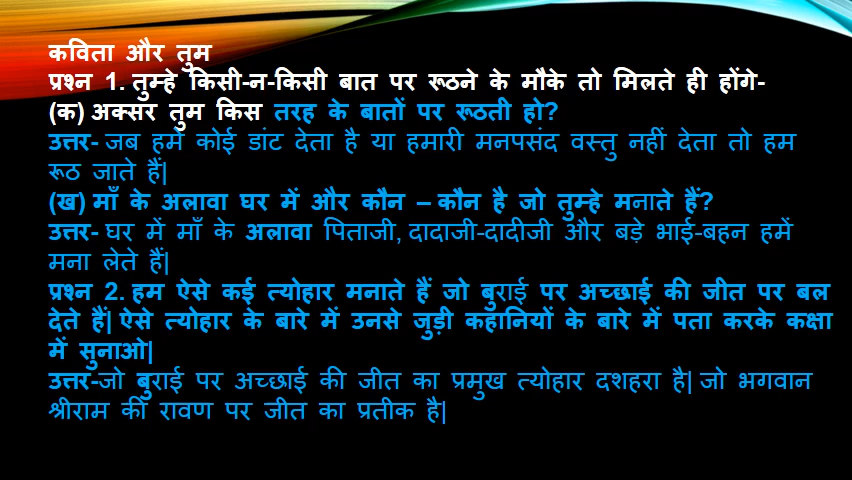 कविता और तुम
प्रश्न 1. तुम्हे किसी-न-किसी बात पर रूठने के मौके तो मिलते ही होंगे-
(क) अक्सर तुम किस तरह के बातों पर रूठती हो?
उत्तर- जब हमें कोई डांट देता है या हमारी मनपसंद वस्तु नहीं देता तो हम
रूठ जाते हैं|
(ख) माँ के अलावा घर में और कौन – कौन है जो तुम्हे मनाते हैं?
उत्तर- घर में माँ के अलावा पिताजी, दादाजी-दादीजी और बड़े भाई-बहन हमें
मना लेते हैं|
प्रश्न 2. हम ऐसे कई त्योहार मनाते हैं जो बुराई पर अच्छाई की जीत पर बल
देते हैं| ऐसे त्योहार के बारे में उनसे जुड़ी कहानियों के बारे में पता करके कक्षा
में सुनाओ|
उत्तर-जो बुराई पर अच्छाई की जीत का प्रमुख त्योहार दशहरा है| जो भगवान
श्रीराम की रावण पर जीत का प्रतीक है|